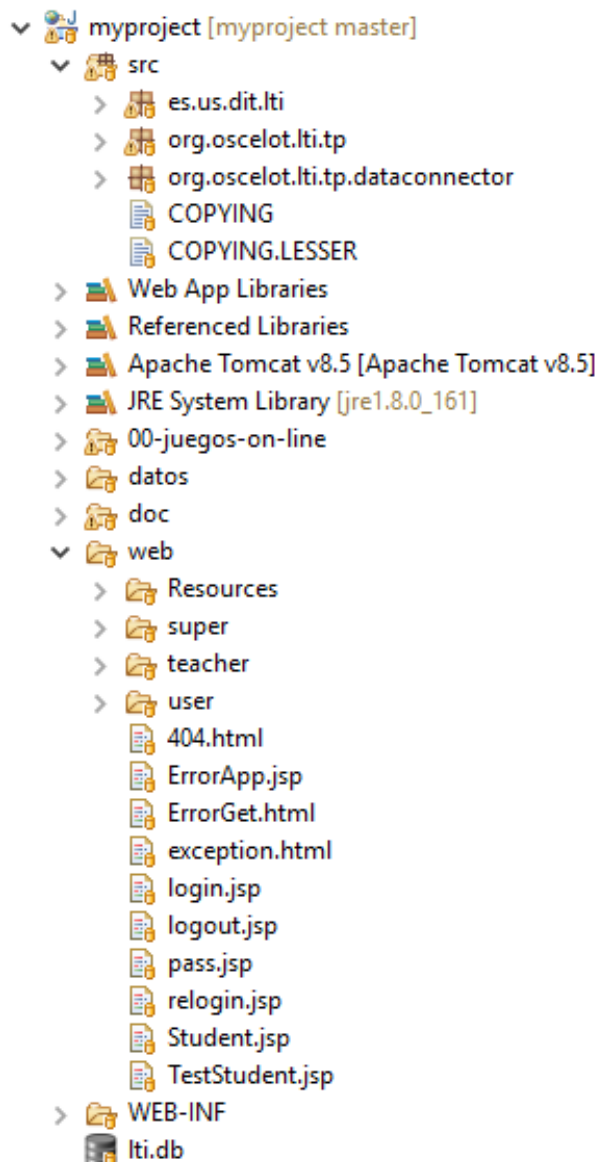 myproject [myproject master]
src
es.us.dit.lti
org.oscelot.lti.tp
org.oscelot.lti.tp.dataconnector
COPYING
COPYING.LESSER
Web App Libraries
Referenced Libraries
Apache Tomcat v8.5 [Apache Tomcat v8.5]
JRE System Library [jre1.8.0_161]
00-juegos-on-line
datos
doc
web
Resources
super
teacher
user
404.html
ErrorApp.jsp
ErrorGet.html
exception.html
login.jsp
logout.jsp
pass.jsp
relogin.jsp
Student.jsp
TestStudent.jsp
WEB-INF
lti.db